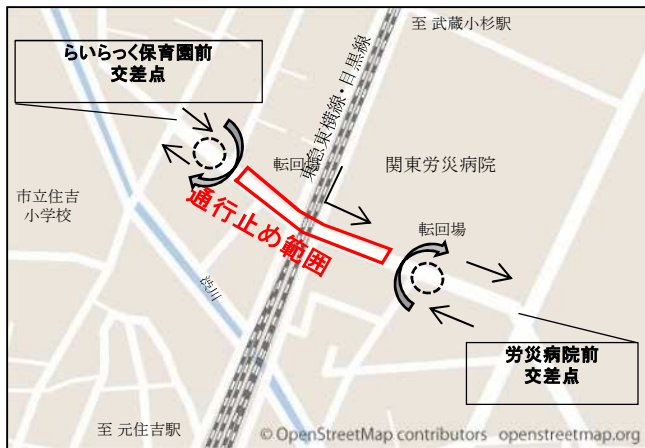 至 武蔵小杉駅
らいらっく保育園前
交差点
東急東横線・目黒線
転回場
関東労災病院
市立住吉
小学校
通行止め範囲
転回場
渋川
労災病院前
交差点
至 元住吉駅
© OpenStreetMap contributors openstreetmap.org